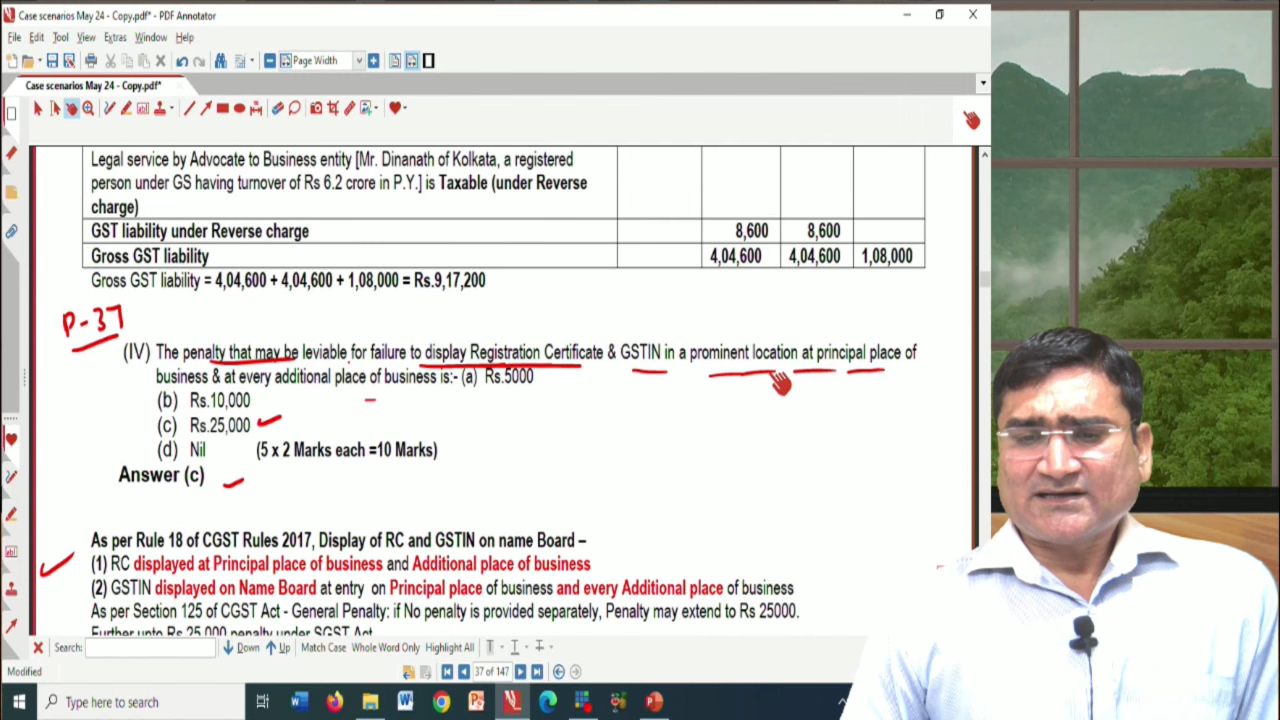 Case scenarios May 24 - Copy.pdf* - PDF Annotator
File Edit Tool View Extras Window Help
Page Width
Case scenarios May 24 - Copy.pdf*
Legal service by Advocate to Business entity [Mr. Dinanath of Kolkata, a registered
person under GS having turnover of Rs 6.2 crore in P.Y.] is Taxable (under Reverse
charge)
GST liability under Reverse charge 8,600 8,600
Gross GST liability 4,04,600 4,04,600 1,08,000
Gross GST liability = 4,04,600 + 4,04,600 + 1,08,000 = Rs.9,17,200
P-37
(IV) The penalty that may be leviable for failure to display Registration Certificate & GSTIN in a prominent location at principal place of
business & at every additional place of business is:- (a) Rs.5000
(b) Rs.10,000
(c) Rs.25,000
(d) Nil (5 x 2 Marks each =10 Marks)
Answer (c)
As per Rule 18 of CGST Rules 2017, Display of RC and GSTIN on name Board –
(1) RC displayed at Principal place of business and Additional place of business
(2) GSTIN displayed on Name Board at entry on Principal place of business and every Additional place of business
As per Section 125 of CGST Act - General Penalty: if No penalty is provided separately, Penalty may extend to Rs 25000.
Further upto Rs 25,000 penalty under SGST Act
Search: Down Up Match Case Whole Word Only Highlight All
Modified 37 of 147
Type here to search